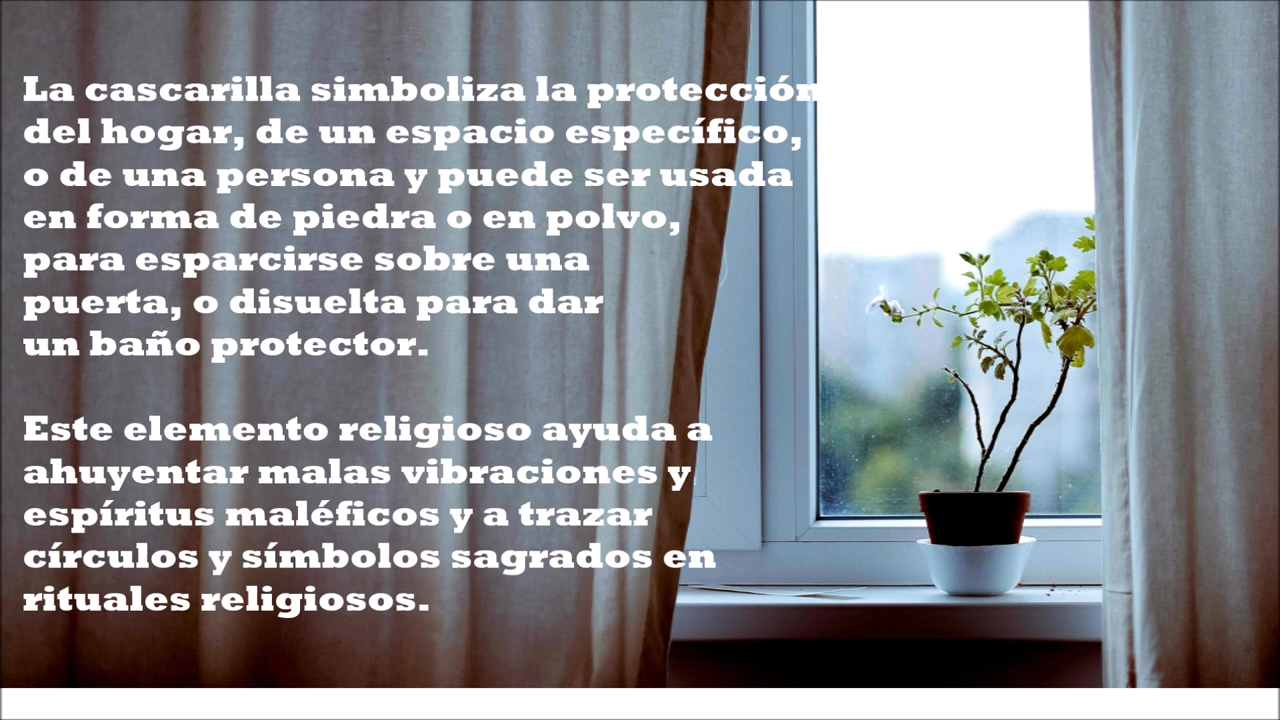 La cascarilla simboliza la protección
del hogar, de un espacio específico,
o de una persona y puede ser usada
en forma de piedra o en polvo,
para esparcirse sobre una
puerta, o disuelta para dar
un baño protector.
Este elemento religioso ayuda a
ahuyentar malas vibraciones y
espíritus maléficos y a trazar
círculos y símbolos sagrados en
rituales religiosos.